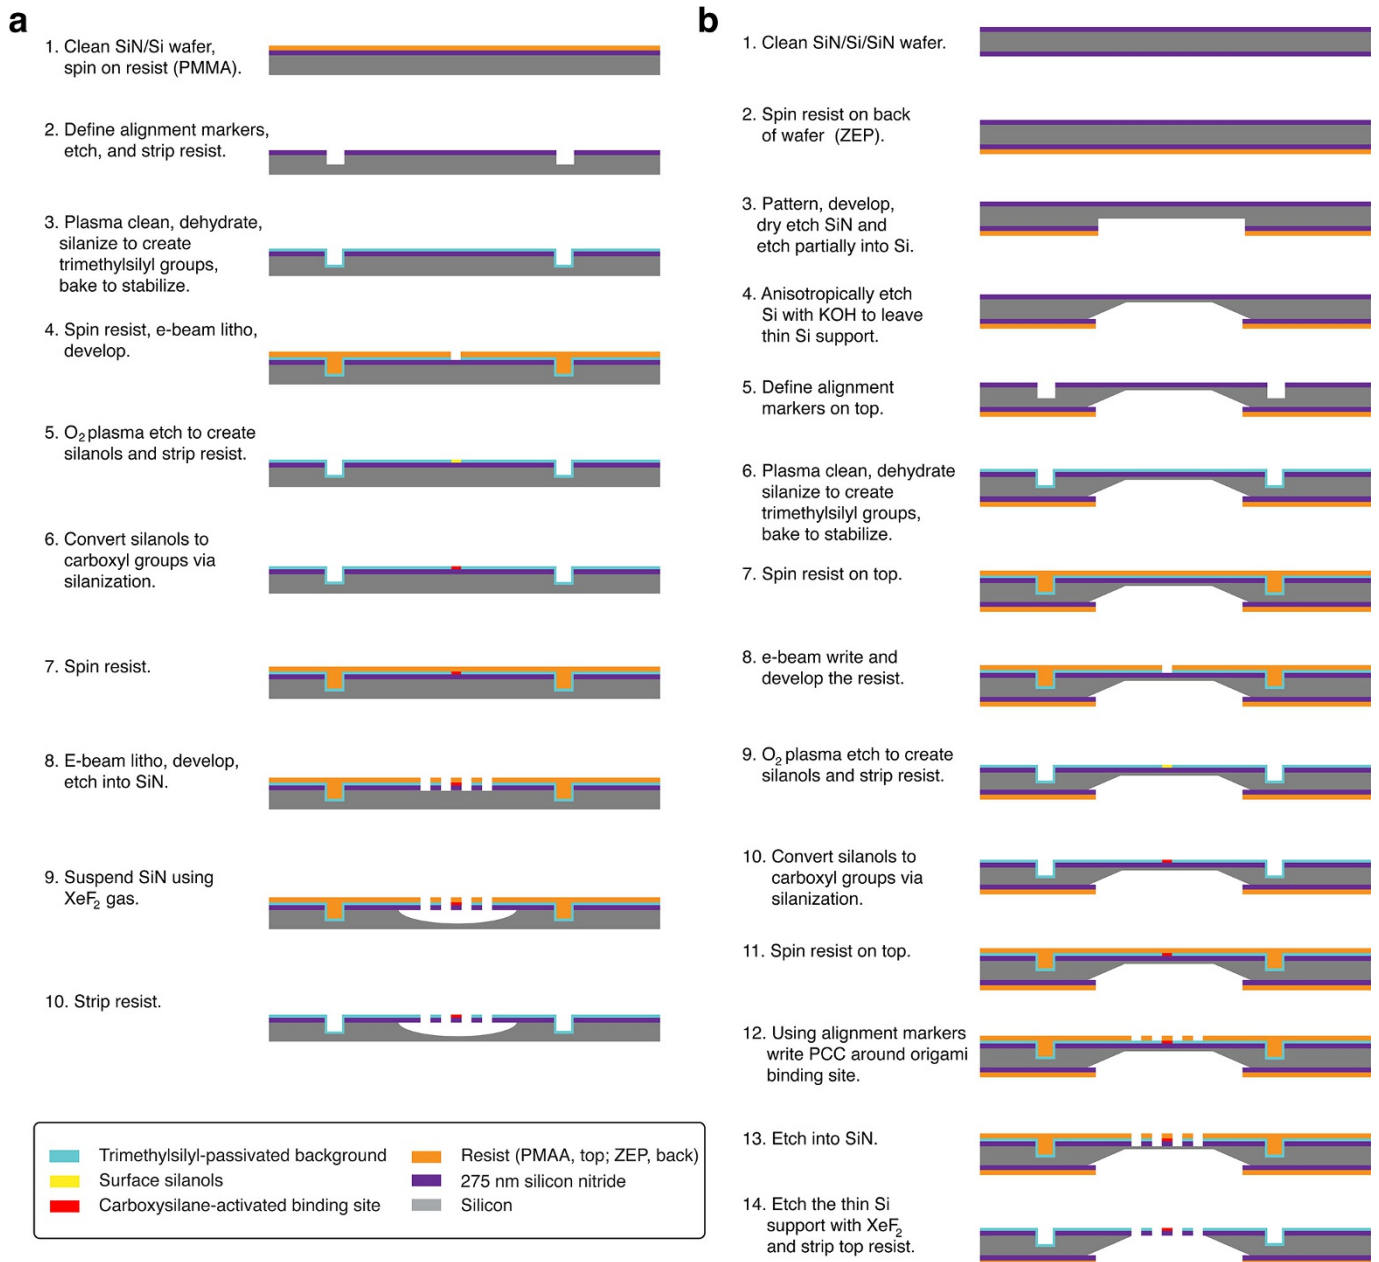 a
1. Clean SiN/Si wafer,
spin on resist (PMMA).
2. Define alignment markers,
etch, and strip resist.
3. Plasma clean, dehydrate,
silanize to create
trimethylsilyl groups,
bake to stabilize.
4. Spin resist, e-beam litho,
develop.
5. O2 plasma etch to create
silanols and strip resist.
6. Convert silanols to
carboxyl groups via
silanization.
7. Spin resist.
8. E-beam litho, develop,
etch into SiN.
9. Suspend SiN using
XeF2 gas.
10. Strip resist.
Trimethylsilyl-passivated background
Surface silanols
Carboxysilane-activated binding site
Resist (PMAA, top; ZEP, back)
275 nm silicon nitride
Silicon
b
1. Clean SiN/Si/SiN wafer.
2. Spin resist on back
of wafer (ZEP).
3. Pattern, develop,
dry etch SiN and
etch partially into Si.
4. Anisotropically etch
Si with KOH to leave
thin Si support.
5. Define alignment
markers on top.
6. Plasma clean, dehydrate
silanize to create
trimethylsilyl groups,
bake to stabilize.
7. Spin resist on top.
8. e-beam write and
develop the resist.
9. O2 plasma etch to create
silanols and strip resist.
10. Convert silanols to
carboxyl groups via
silanization.
11. Spin resist on top.
12. Using alignment markers
write PCC around origami
binding site.
13. Etch into SiN.
14. Etch the thin Si
support with XeF2
and strip top resist.